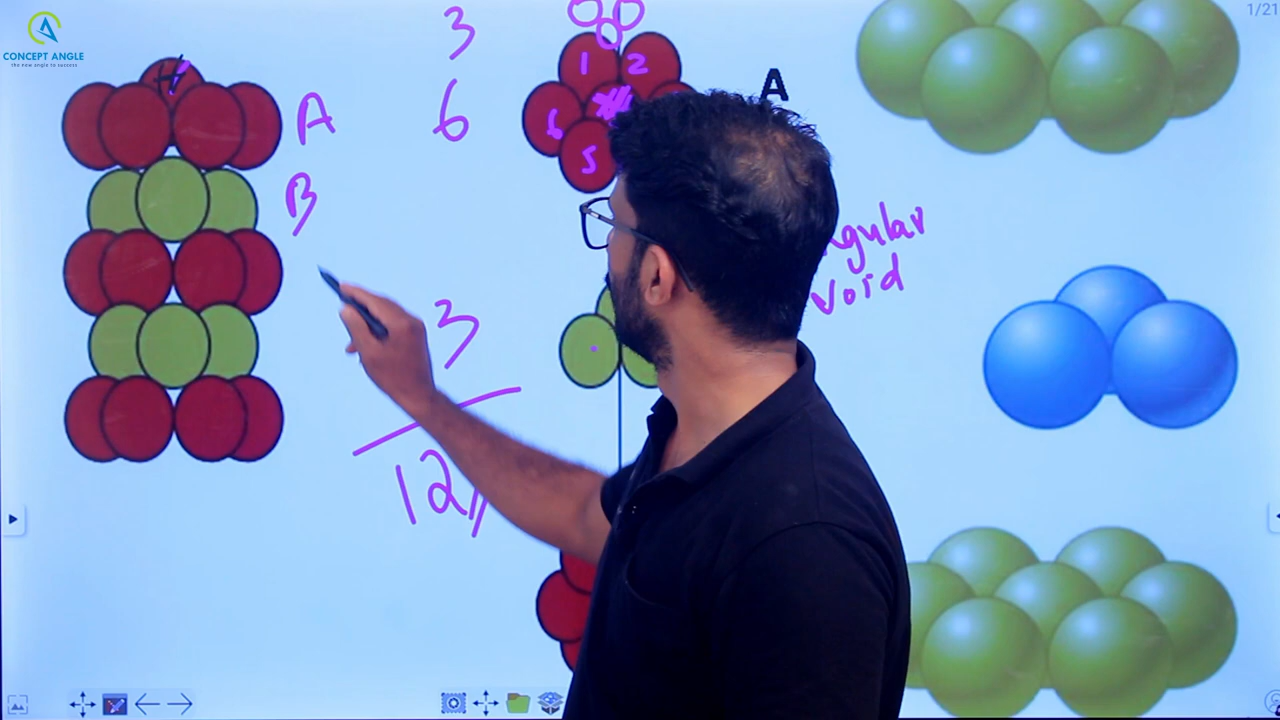 CONCEPT ANGLE
the new angle to success
1/21
A
B
3
6
3
12
1
2
6
5
A
gular
void